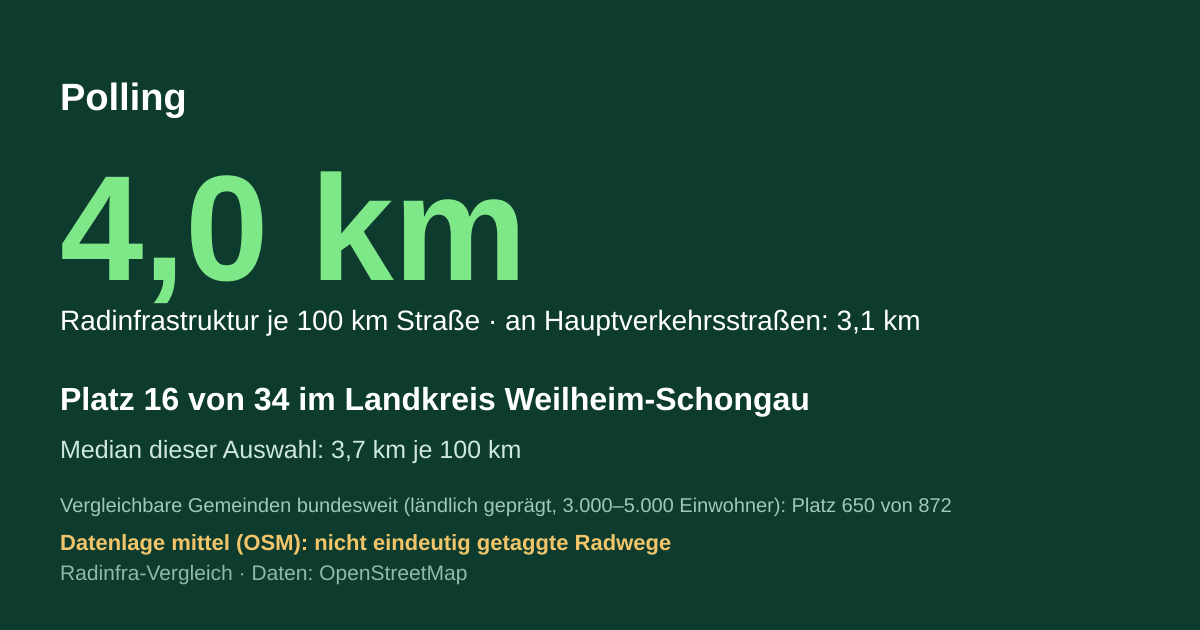 Polling
4,0 km
Radinfrastruktur je 100 km Straße · an Hauptverkehrsstraßen: 3,1 km
Platz 16 von 34 im Landkreis Weilheim-Schongau
Median dieser Auswahl: 3,7 km je 100 km
Vergleichbare Gemeinden bundesweit (ländlich geprägt, 3.000–5.000 Einwohner): Platz 650 von 872
Datenlage mittel (OSM): nicht eindeutig getaggte Radwege
Radinfra-Vergleich · Daten: OpenStreetMap